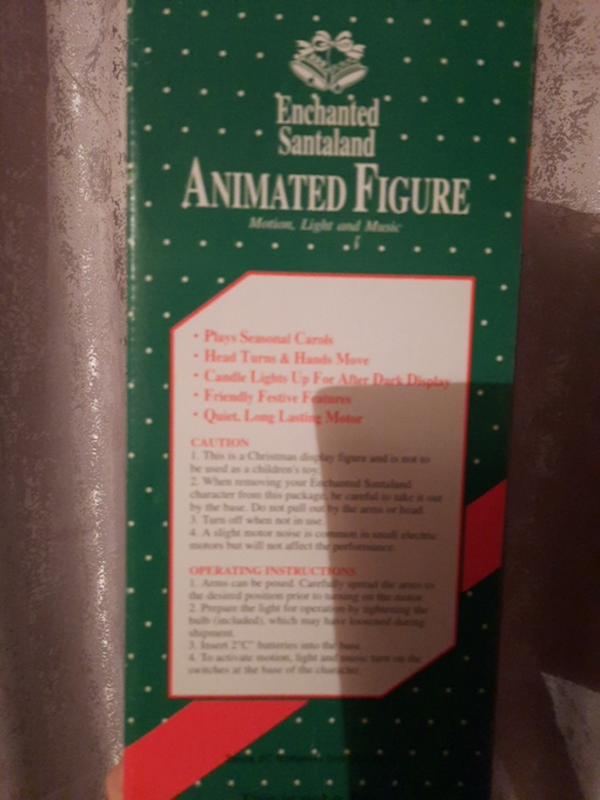 Enchanted
Santaland
ANIMATED FIGURE
Motion, Light and Music
• Plays Seasonal Carols
• Head Turns & Hands Move
• Candle Lights Up For After Dark Display
• Friendly Festive Features
• Quiet, Long Lasting Motor
CAUTION
1. This is a Christmas display figure and is not to
be used as a children's toy.
2. When removing your Enchanted Santaland
character from this package, be careful to take it out
by the base. Do not pull out by the arms or head.
3. Turn off when not in use.
4. A slight motor noise is common in small electric
motors but will not affect the performance.
OPERATING INSTRUCTIONS
1. Arms can be posed. Carefully spread the arms to
the desired position prior to turning on the motor.
2. Prepare the light for operation by tightening the
bulb (included), which may have loosened during
shipment.
3. Insert 2"C" batteries into the base.
4. To activate motion, light and music turn on the
switches at the base of the character.